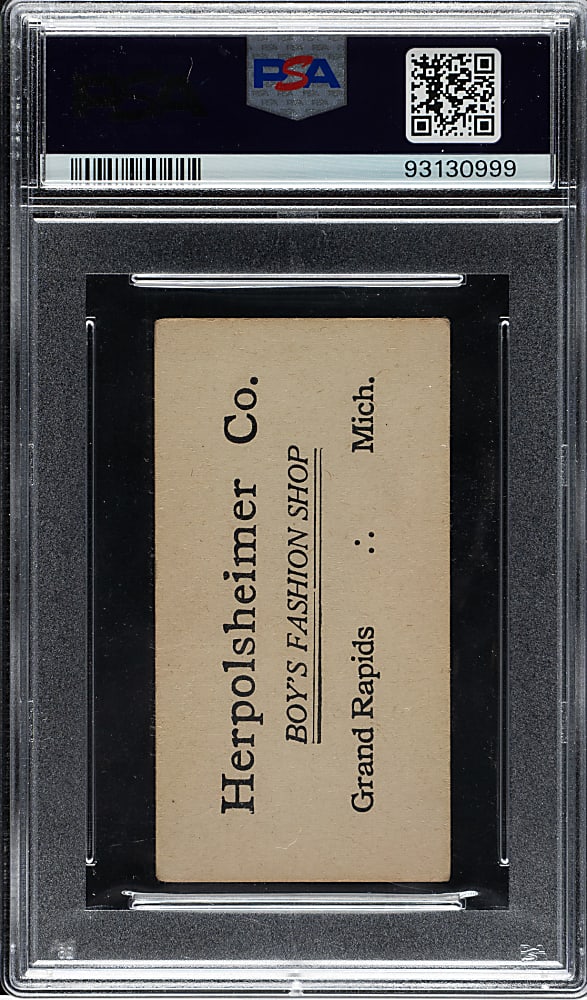 PSA
93130999
Herpolsheimer Co.
BOY'S FASHION SHOP
Grand Rapids ∴ Mich.